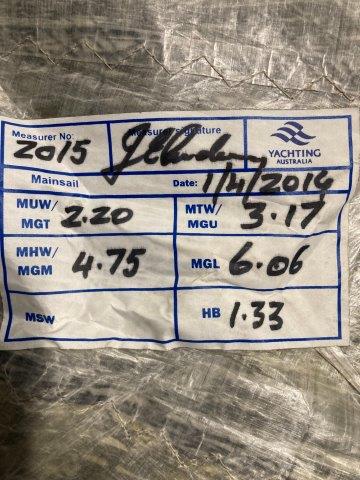 Measurer No: Measurer's signature
2015
YACHTING
AUSTRALIA
Mainsail Date: 1/4/2016
MUW/
MGT 2.20
MTW/
MGU 3.17
MHW/
MGM 4.75
MGL 6.06
MSW
HB 1.33